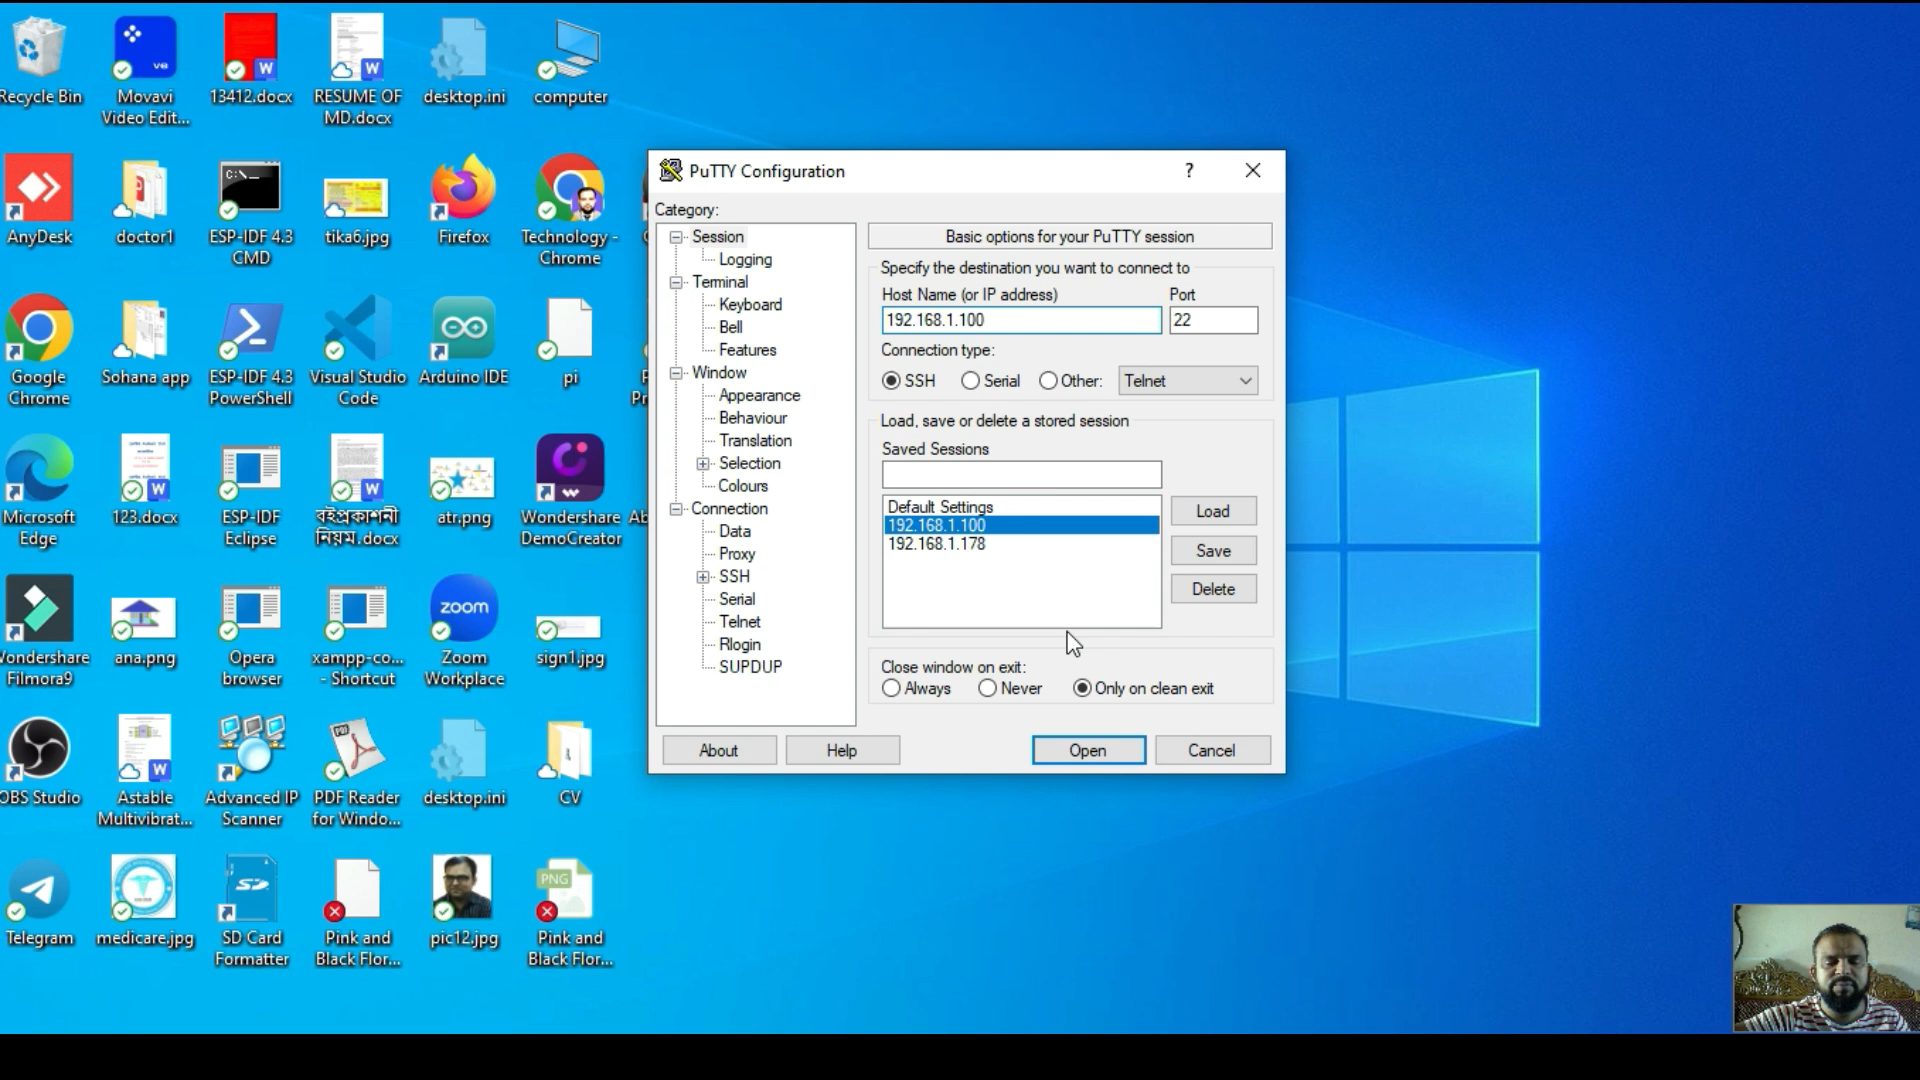 Recycle Bin
Movavi
Video Edit...
13412.docx
RESUME OF
MD.docx
desktop.ini
computer
AnyDesk
doctor1
ESP-IDF 4.3
CMD
tika6.jpg
Firefox
Technology -
Chrome
Google
Chrome
Sohana app
ESP-IDF 4.3
PowerShell
Visual Studio
Code
Arduino IDE
pi
Microsoft
Edge
123.docx
ESP-IDF
Eclipse
বইপ্রকাশনী
নিয়ম.docx
atr.png
Wondershare
DemoCreator
Wondershare
Filmora9
ana.png
Opera
browser
xampp-co...
- Shortcut
zoom
Zoom
Workplace
sign1.jpg
OBS Studio
Astable
Multivibrat...
Advanced IP
Scanner
PDF
PDF Reader
for Windo...
desktop.ini
CV
Telegram
medicare.jpg
SD Card
Formatter
Pink and
Black Flor...
pic12.jpg
PNG
Pink and
Black Flor...
PuTTY Configuration
?
Category:
Session
Logging
Terminal
Keyboard
Bell
Features
Window
Appearance
Behaviour
Translation
Selection
Colours
Connection
Data
Proxy
SSH
Serial
Telnet
Rlogin
SUPDUP
Basic options for your PuTTY session
Specify the destination you want to connect to
Host Name (or IP address) Port
192.168.1.100 22
Connection type:
SSH Serial Other: Telnet
Load, save or delete a stored session
Saved Sessions
Default Settings
192.168.1.100
192.168.1.178
Load
Save
Delete
Close window on exit:
Always Never Only on clean exit
About Help Open Cancel